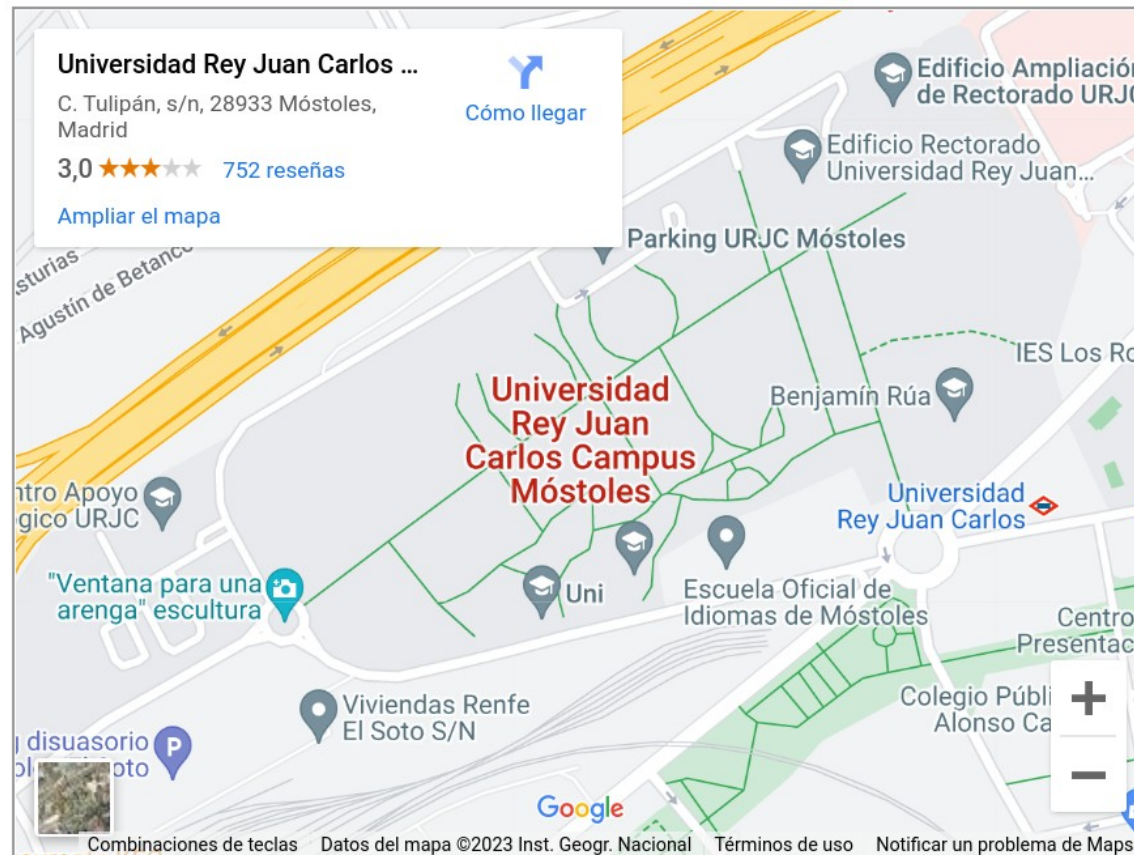 Universidad Rey Juan Carlos ...
C. Tulipán, s/n, 28933 Móstoles,
Madrid
3,0
752 reseñas
Ampliar el mapa
Cómo llegar
Edificio Ampliación
de Rectorado URJC
Edificio Rectorado
Universidad Rey Juan...
Parking URJC Móstoles
Agustín de Betanc
IES Los Ro
Benjamín Rúa
Universidad
Rey Juan
Carlos Campus
Móstoles
ntro Apoyo
gico URJC
Universidad
Rey Juan Carlos
"Ventana para una
arenga" escultura
Uni
Escuela Oficial de
Idiomas de Móstoles
Centro
Presentac
Viviendas Renfe
El Soto S/N
Colegio Públi
Alonso Ca
disuasorio
P
Google
Combinaciones de teclas
Datos del mapa ©2023 Inst. Geogr. Nacional
Términos de uso
Notificar un problema de Maps